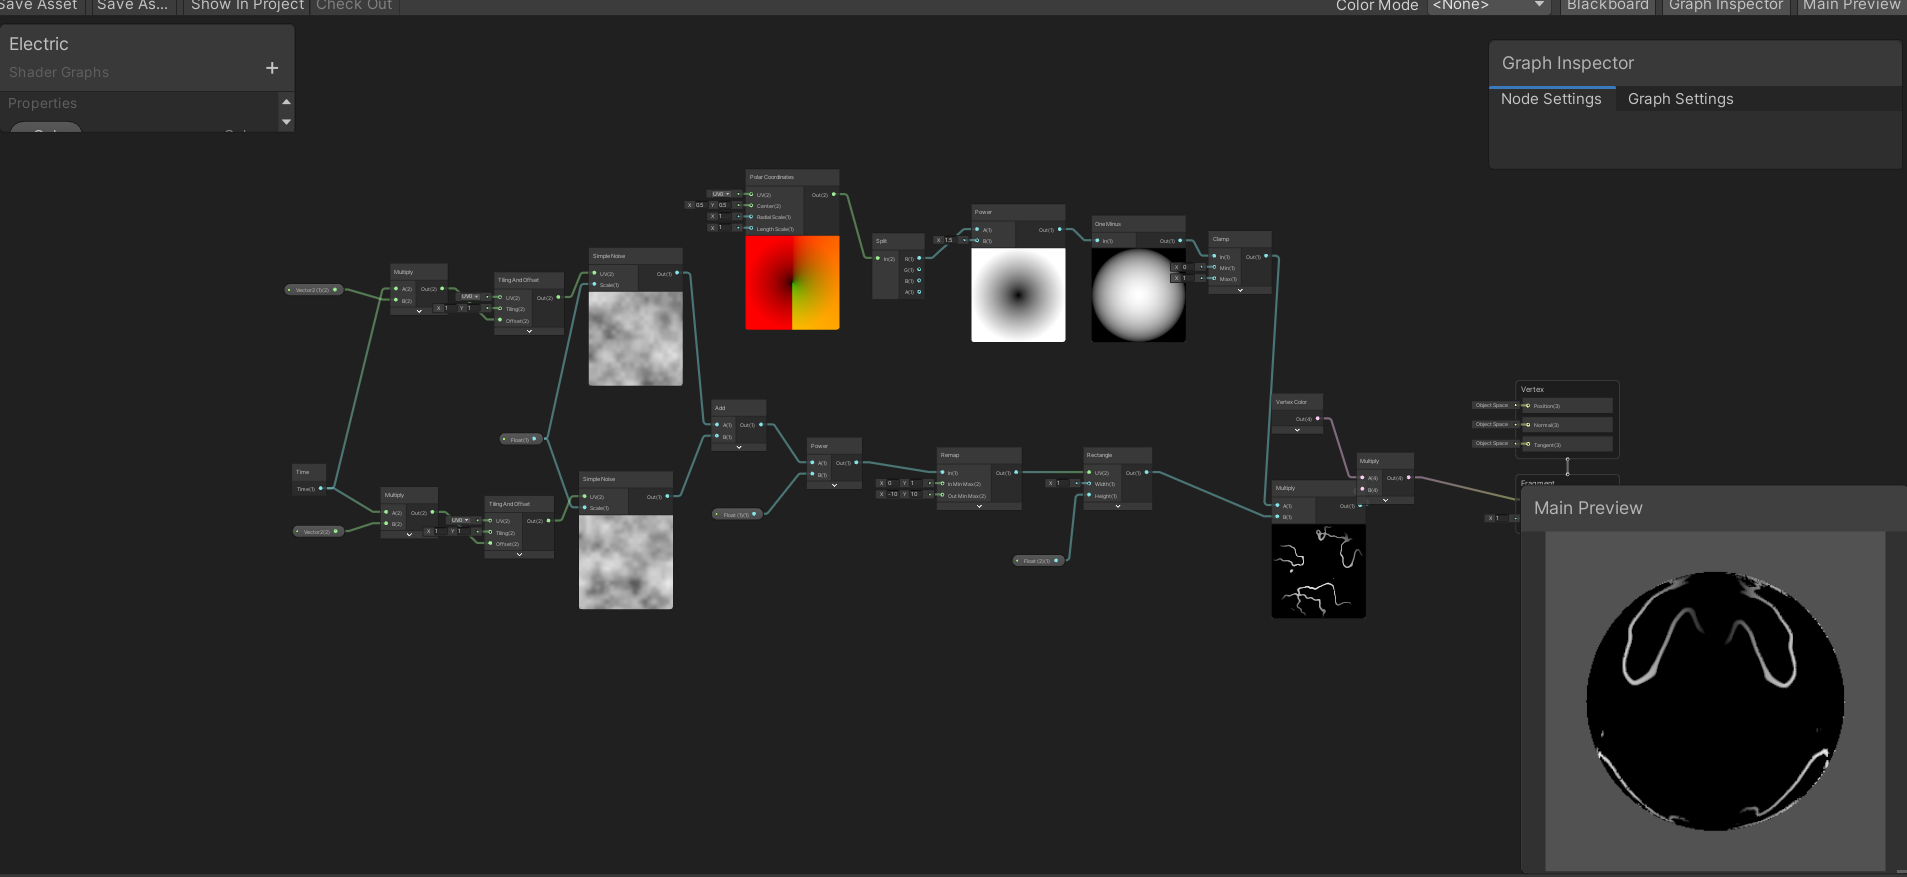 Save Asset
Save As...
Show In Project
Check Out
Color Mode
<None>
Blackboard
Graph Inspector
Main Preview
Electric
Shader Graphs
Properties
Graph Inspector
Node Settings
Graph Settings
Polar Coordinates
UV0
UV(2)
Out(2)
X 0.5 Y 0.5
Center(2)
X 1
Radial Scale(1)
X 1
Length Scale(1)
Split
In(2)
R(1)
G(1)
B(1)
A(1)
Power
A(1)
Out(1)
X 1.5
B(1)
One Minus
In(1)
Out(1)
Clamp
In(1)
Out(1)
X 0
Min(1)
X 1
Max(1)
Vector2 (1)(2)
Multiply
A(2)
Out(2)
B(2)
Tiling And Offset
UV0
UV(2)
Out(2)
X 1 Y 1
Tiling(2)
Offset(2)
Simple Noise
UV(2)
Out(1)
Scale(1)
Float(1)
Time
Time(1)
Vector2(2)
Multiply
A(2)
Out(2)
B(2)
Tiling And Offset
UV0
UV(2)
Out(2)
X 1 Y 1
Tiling(2)
Offset(2)
Simple Noise
UV(2)
Out(1)
Scale(1)
Add
A(1)
Out(1)
B(1)
Power
A(1)
Out(1)
B(1)
Float (1)(1)
Remap
In(1)
Out(1)
X 0 Y 1
In Min Max(2)
X -10 Y 10
Out Min Max(2)
Rectangle
UV(2)
Out(1)
X 1
Width(1)
Height(1)
Float (2)(1)
Vertex Color
Out(4)
Multiply
A(1)
Out(1)
B(1)
Multiply
A(4)
Out(4)
B(4)
Vertex
Object Space
Position(3)
Object Space
Normal(3)
Object Space
Tangent(3)
Fragment
X 1
Main Preview